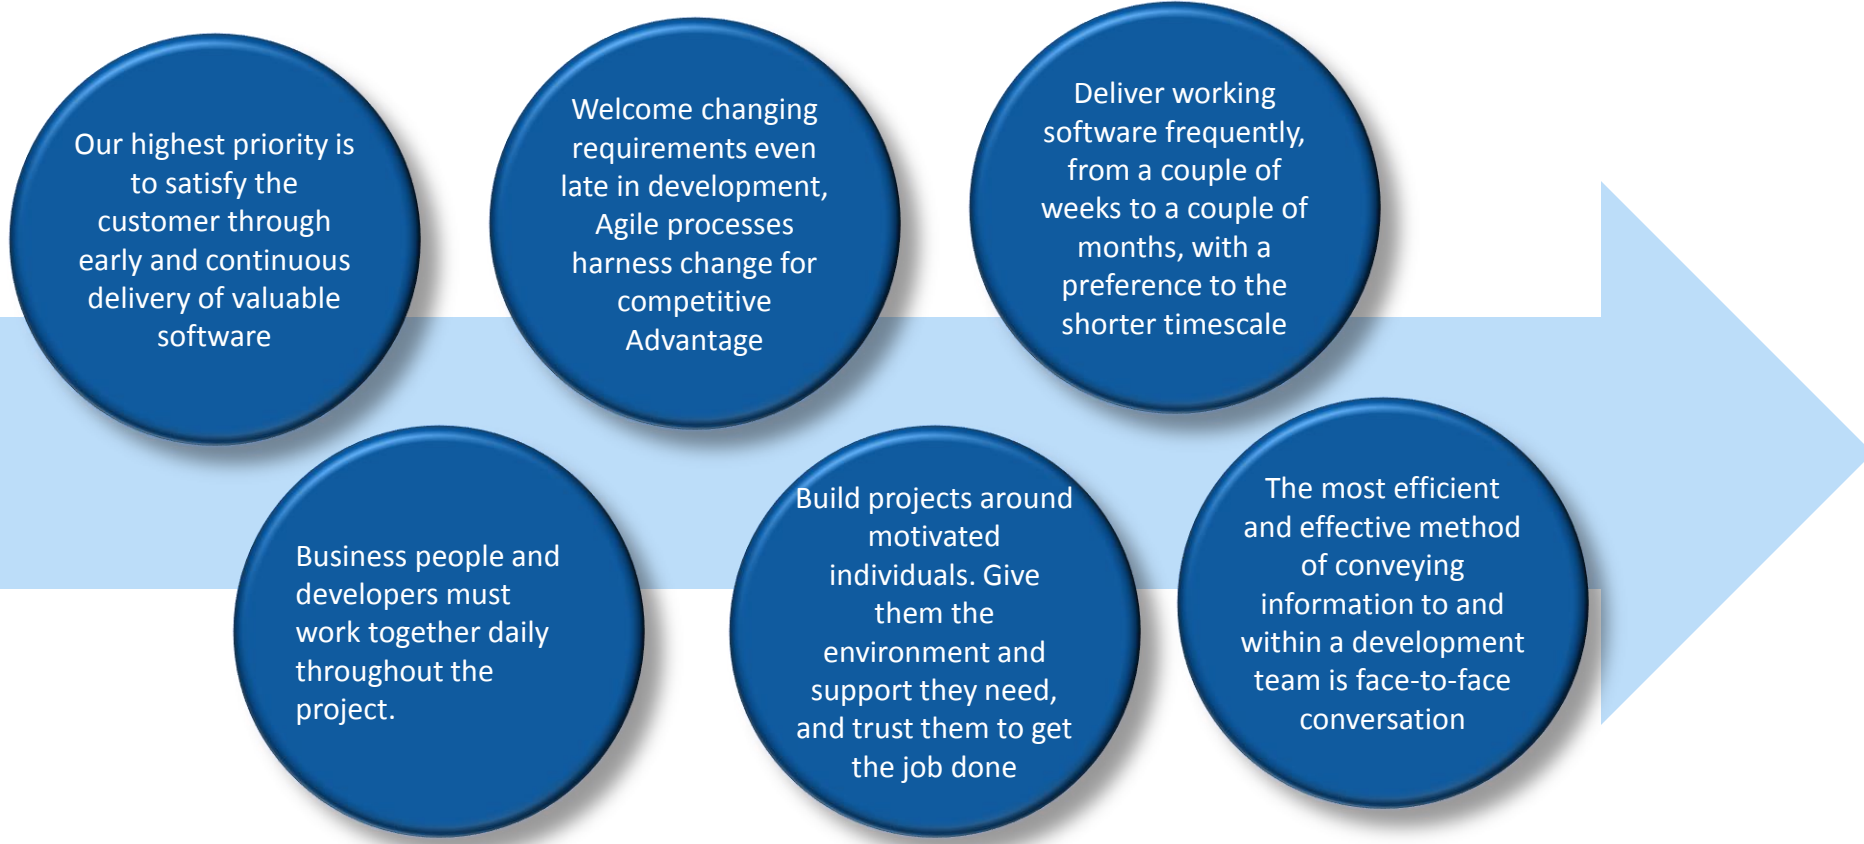 Our highest priority is
to satisfy the
customer through
early and continuous
delivery of valuable
software
Welcome changing
requirements even
late in development,
Agile processes
harness change for
competitive
Advantage
Deliver working
software frequently,
from a couple of
weeks to a couple of
months, with a
preference to the
shorter timescale
Business people and
developers must
work together daily
throughout the
project.
Build projects around
motivated
individuals. Give
them the
environment and
support they need,
and trust them to get
the job done
The most efficient
and effective method
of conveying
information to and
within a development
team is face-to-face
conversation